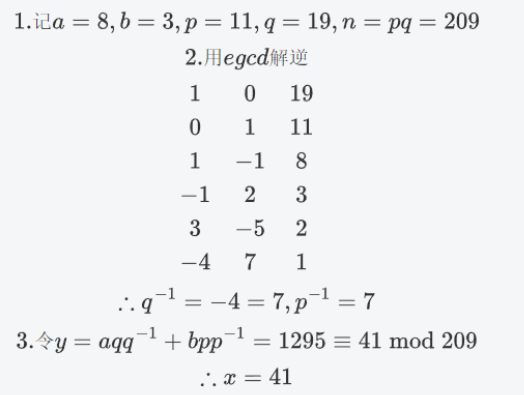 1.记a = 8, b = 3, p = 11, q = 19, n = pq = 209
2.用egcd解逆
1 0 19
0 1 11
1 −1 8
−1 2 3
3 −5 2
−4 7 1
∴ q⁻¹ = −4 = 7, p⁻¹ = 7
3.令y = aqq⁻¹ + bpp⁻¹ = 1295 ≡ 41 mod 209
∴ x = 41